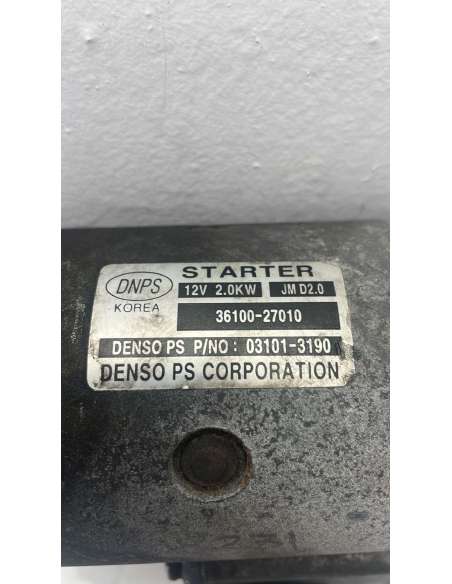 STARTER
DNPS
KOREA
12V 2.0KW JM D2.0
36100-27010
DENSO PS P/NO : 03101-3190
DENSO PS CORPORATION